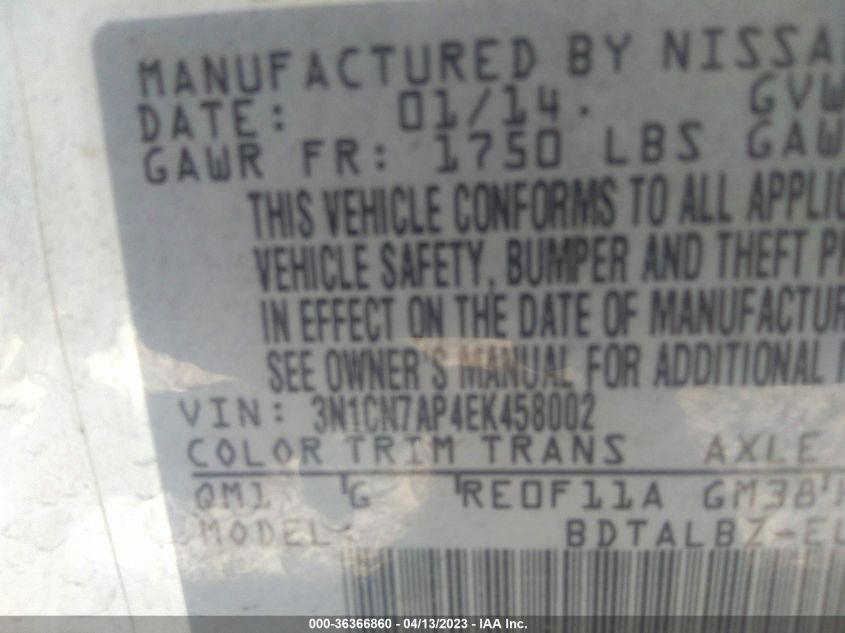 MANUFACTURED BY NISSA
DATE: 01/14. GVW
GAWR FR: 1750 LBS GAW
THIS VEHICLE CONFORMS TO ALL APPLIC
VEHICLE SAFETY, BUMPER AND THEFT P
IN EFFECT ON THE DATE OF MANUFACTUR
SEE OWNER'S MANUAL FOR ADDITIONAL I
VIN: 3N1CN7AP4EK458002
COLOR TRIM TRANS AXLE
QM1 G RE0F11A GM38
MODEL: BDTALBZ-EU
000-36366860 - 04/13/2023 - IAA Inc.